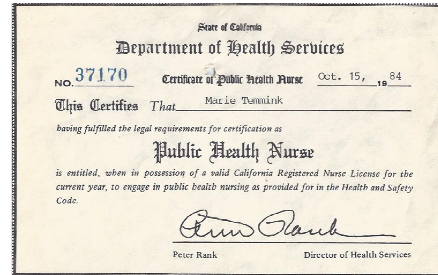 State of California
Department of Health Services
NO. 37170 Certificate of Public Health Nurse Oct. 15, 1984
This Certifies That Marie Temmink
having fulfilled the legal requirements for certification as
Public Health Nurse
is entitled, when in possession of a valid California Registered Nurse License for the
current year, to engage in public health nursing as provided for in the Health and Safety
Code.
Peter Rank
Peter Rank Director of Health Services